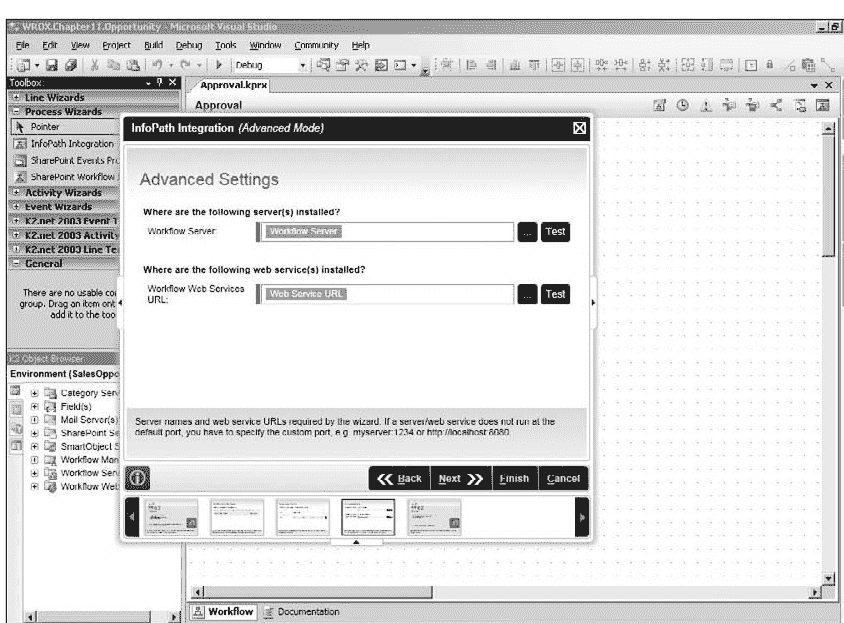 WROX.Chapter11.Opportunity - Microsoft Visual Studio
File Edit View Project Build Debug Tools Window Community Help
Debug
Toolbox
Line Wizards
Process Wizards
Pointer
InfoPath Integration
SharePoint Events Pro
SharePoint Workflow
Activity Wizards
Event Wizards
K2.net 2003 Event T
K2.net 2003 Activity
K2.net 2003 Line Te
General
There are no usable co
group. Drag an item ont
add it to the too
K2 Object Browser
Environment (SalesOppo
Category Serv
Field(s)
Mail Server(s)
SharePoint Se
SmartObject S
Workflow Man
Workflow Serv
Workflow Web
Approval.kprx
Approval
InfoPath Integration (Advanced Mode)
Advanced Settings
Where are the following server(s) installed?
Workflow Server: Workflow Server ... Test
Where are the following web service(s) installed?
Workflow Web Services
URL: Web Service URL ... Test
Server names and web service URLs required by the wizard. If a server/web service does not run at the
default port, you have to specify the custom port, e.g. myserver:1234 or http://localhost:8080
Back Next Finish Cancel
Workflow Documentation